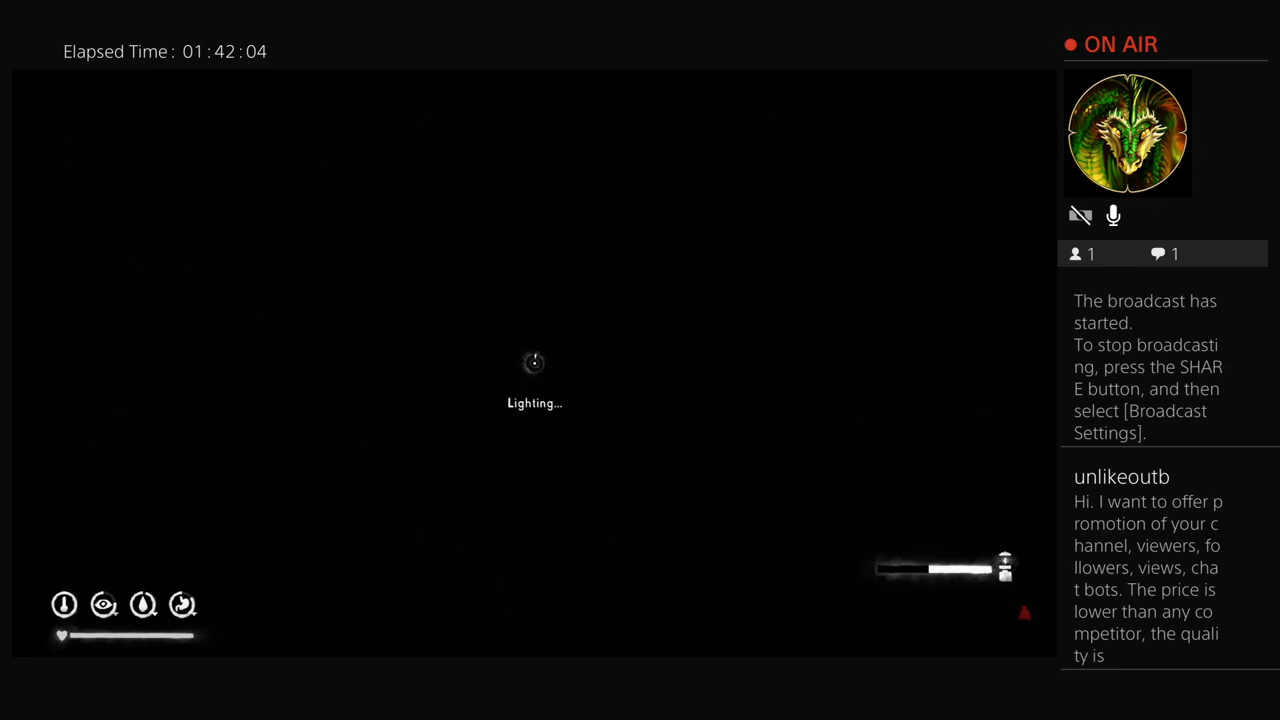 Elapsed Time: 01:42:04
ON AIR
1
1
The broadcast has
started.
To stop broadcasti
ng, press the SHAR
E button, and then
select [Broadcast
Settings].
Lighting...
unlikeoutb
Hi. I want to offer p
romotion of your c
hannel, viewers, fo
llowers, views, cha
t bots. The price is
lower than any co
mpetitor, the quali
ty is